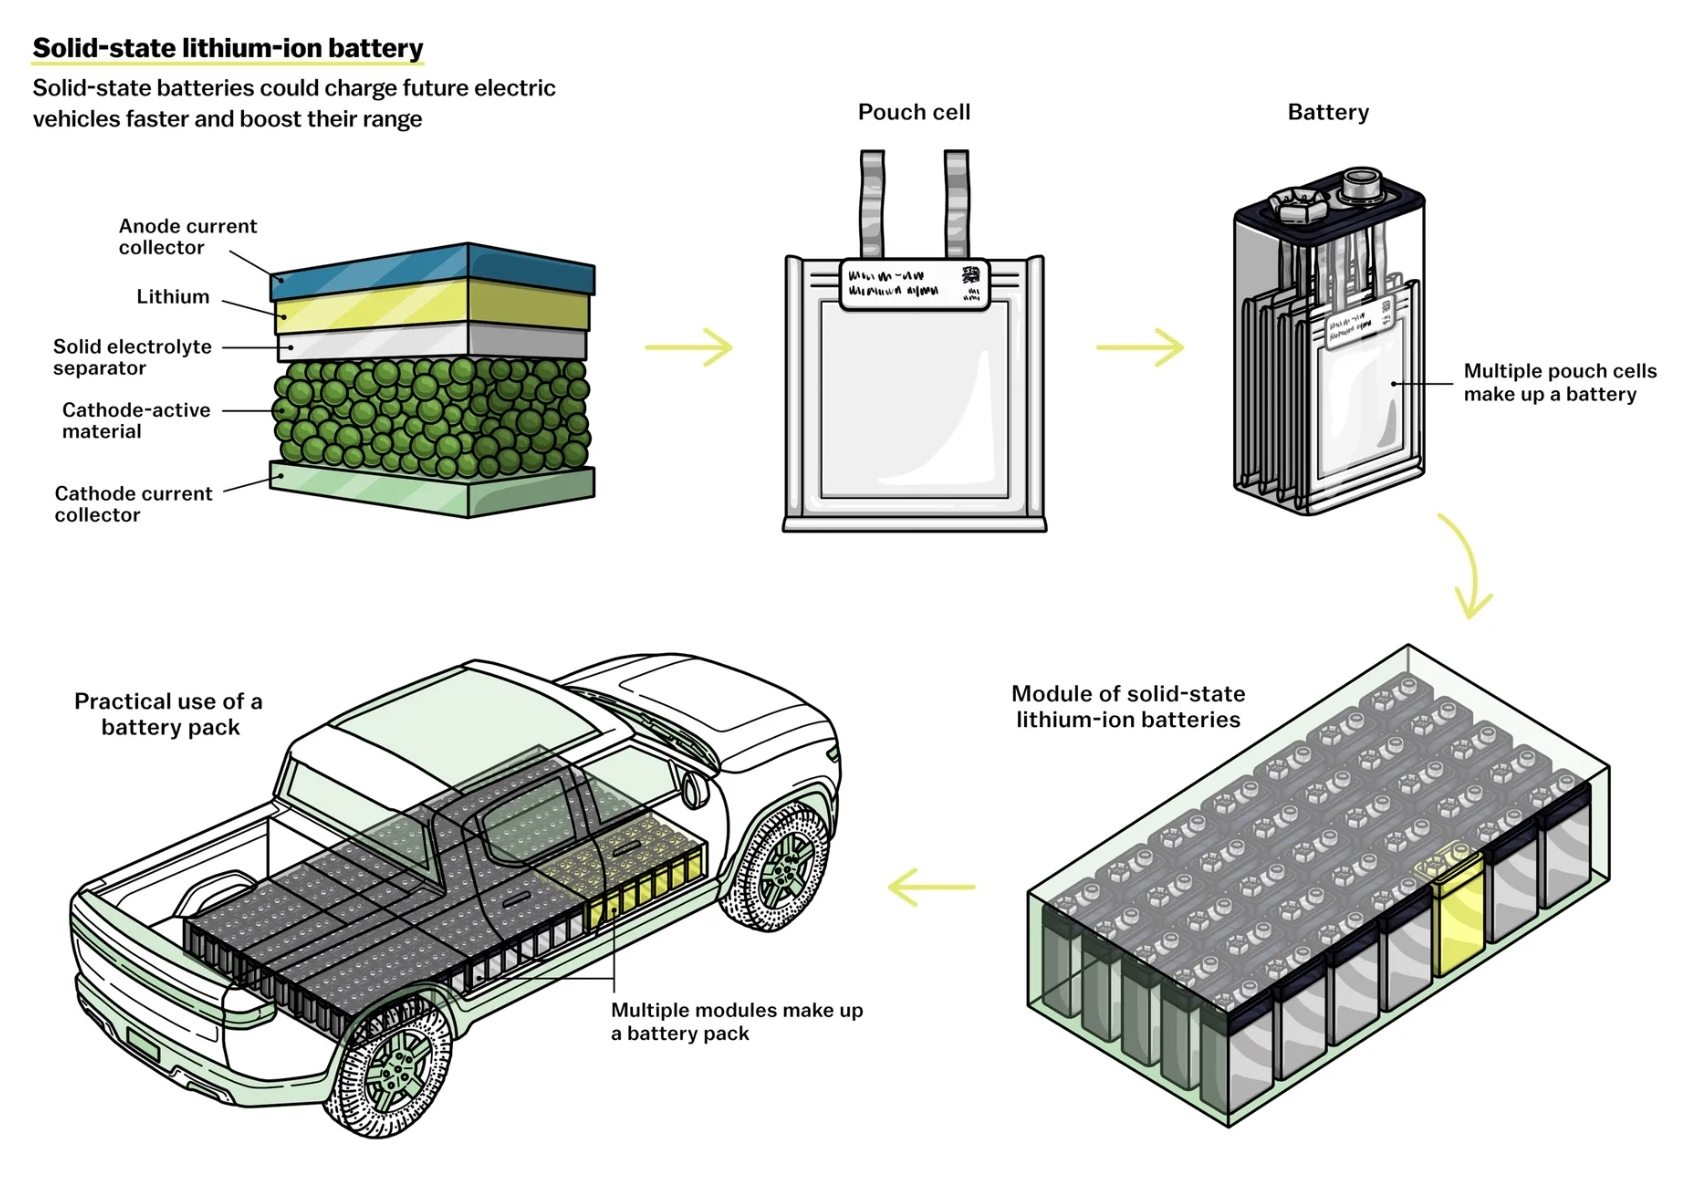 Solid-state lithium-ion battery
Solid-state batteries could charge future electric
vehicles faster and boost their range
Pouch cell
Battery
Anode current
collector
Lithium
Solid electrolyte
separator
Cathode-active
material
Cathode current
collector
Multiple pouch cells
make up a battery
Practical use of a
battery pack
Module of solid-state
lithium-ion batteries
Multiple modules make up
a battery pack